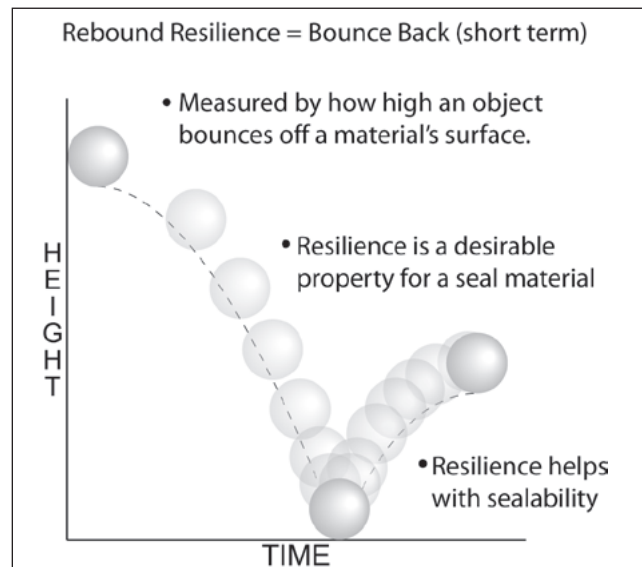 Rebound Resilience = Bounce Back (short term)
• Measured by how high an object
bounces off a material's surface.
• Resilience is a desirable
property for a seal material
HEIGHT
• Resilience helps
with sealability
TIME